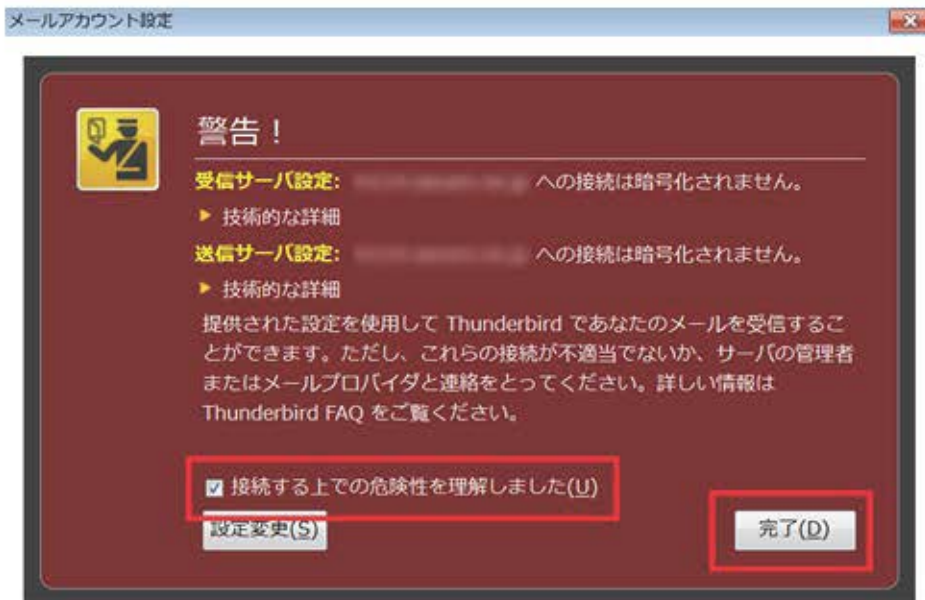 メールアカウント設定
警告！
受信サーバ設定: への接続は暗号化されません。
技術的な詳細
送信サーバ設定: への接続は暗号化されません。
技術的な詳細
提供された設定を使用して Thunderbird であなたのメールを受信するこ
とができます。ただし、これらの接続が不適当でないか、サーバの管理者
またはメールプロバイダと連絡をとってください。詳しい情報は
Thunderbird FAQ をご覧ください。
接続する上での危険性を理解しました(U)
設定変更(S)
完了(D)